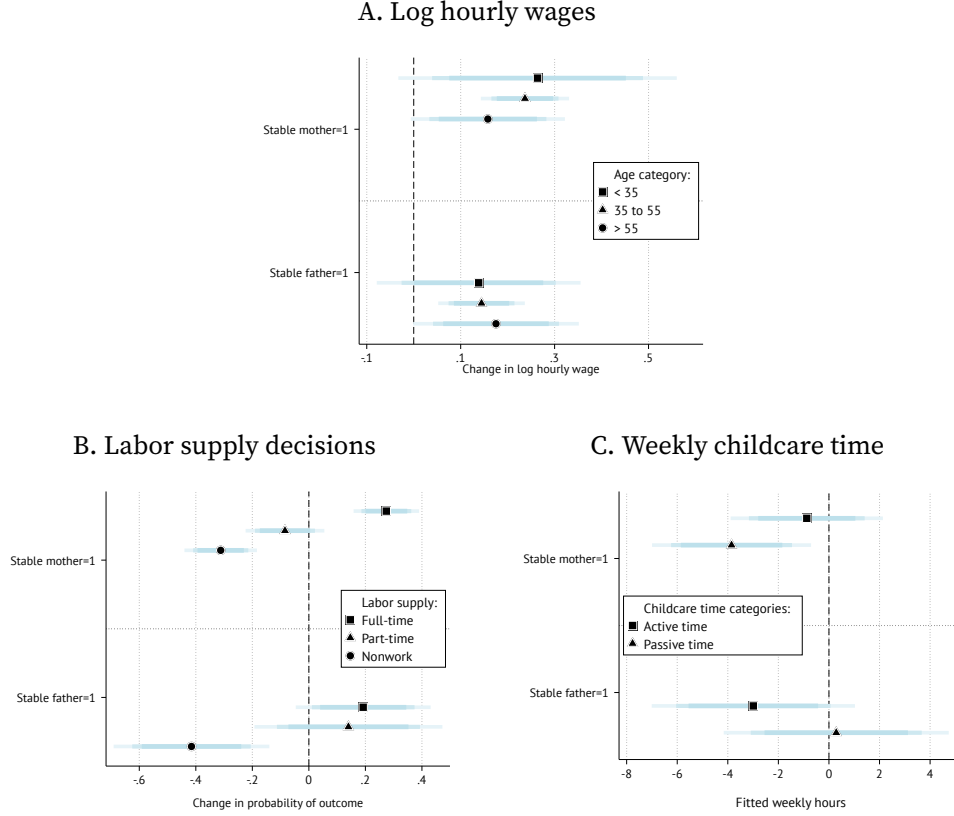 A. Log hourly wages
Stable mother=1
Age category:
< 35
35 to 55
> 55
Stable father=1
-.1 .1 .3 .5
Change in log hourly wage
B. Labor supply decisions
Stable mother=1
Labor supply:
Full-time
Part-time
Nonwork
Stable father=1
-.6 -.4 -.2 0 .2 .4
Change in probability of outcome
C. Weekly childcare time
Stable mother=1
Childcare time categories:
Active time
Passive time
Stable father=1
-8 -6 -4 -2 0 2 4
Fitted weekly hours